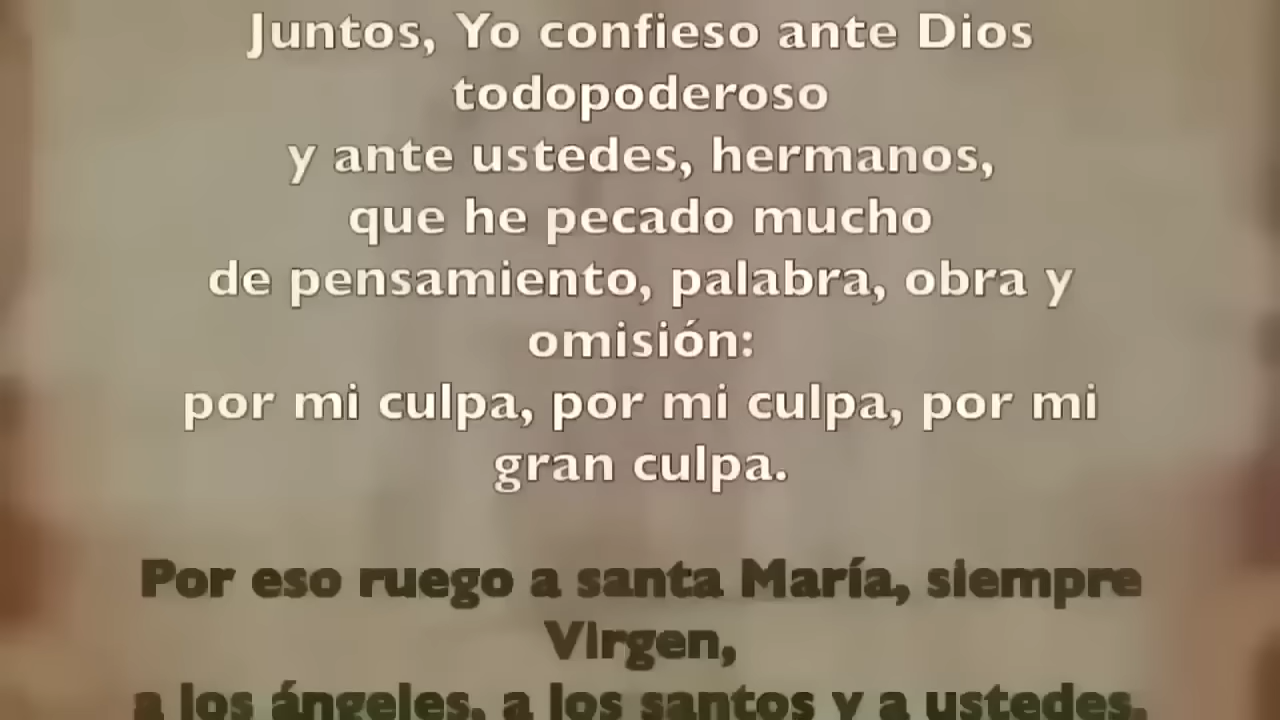 Juntos, Yo confieso ante Dios
todopoderoso
y ante ustedes, hermanos,
que he pecado mucho
de pensamiento, palabra, obra y
omisión:
por mi culpa, por mi culpa, por mi
gran culpa.
Por eso ruego a santa María, siempre
Virgen,
a los ángeles, a los santos y a ustedes,